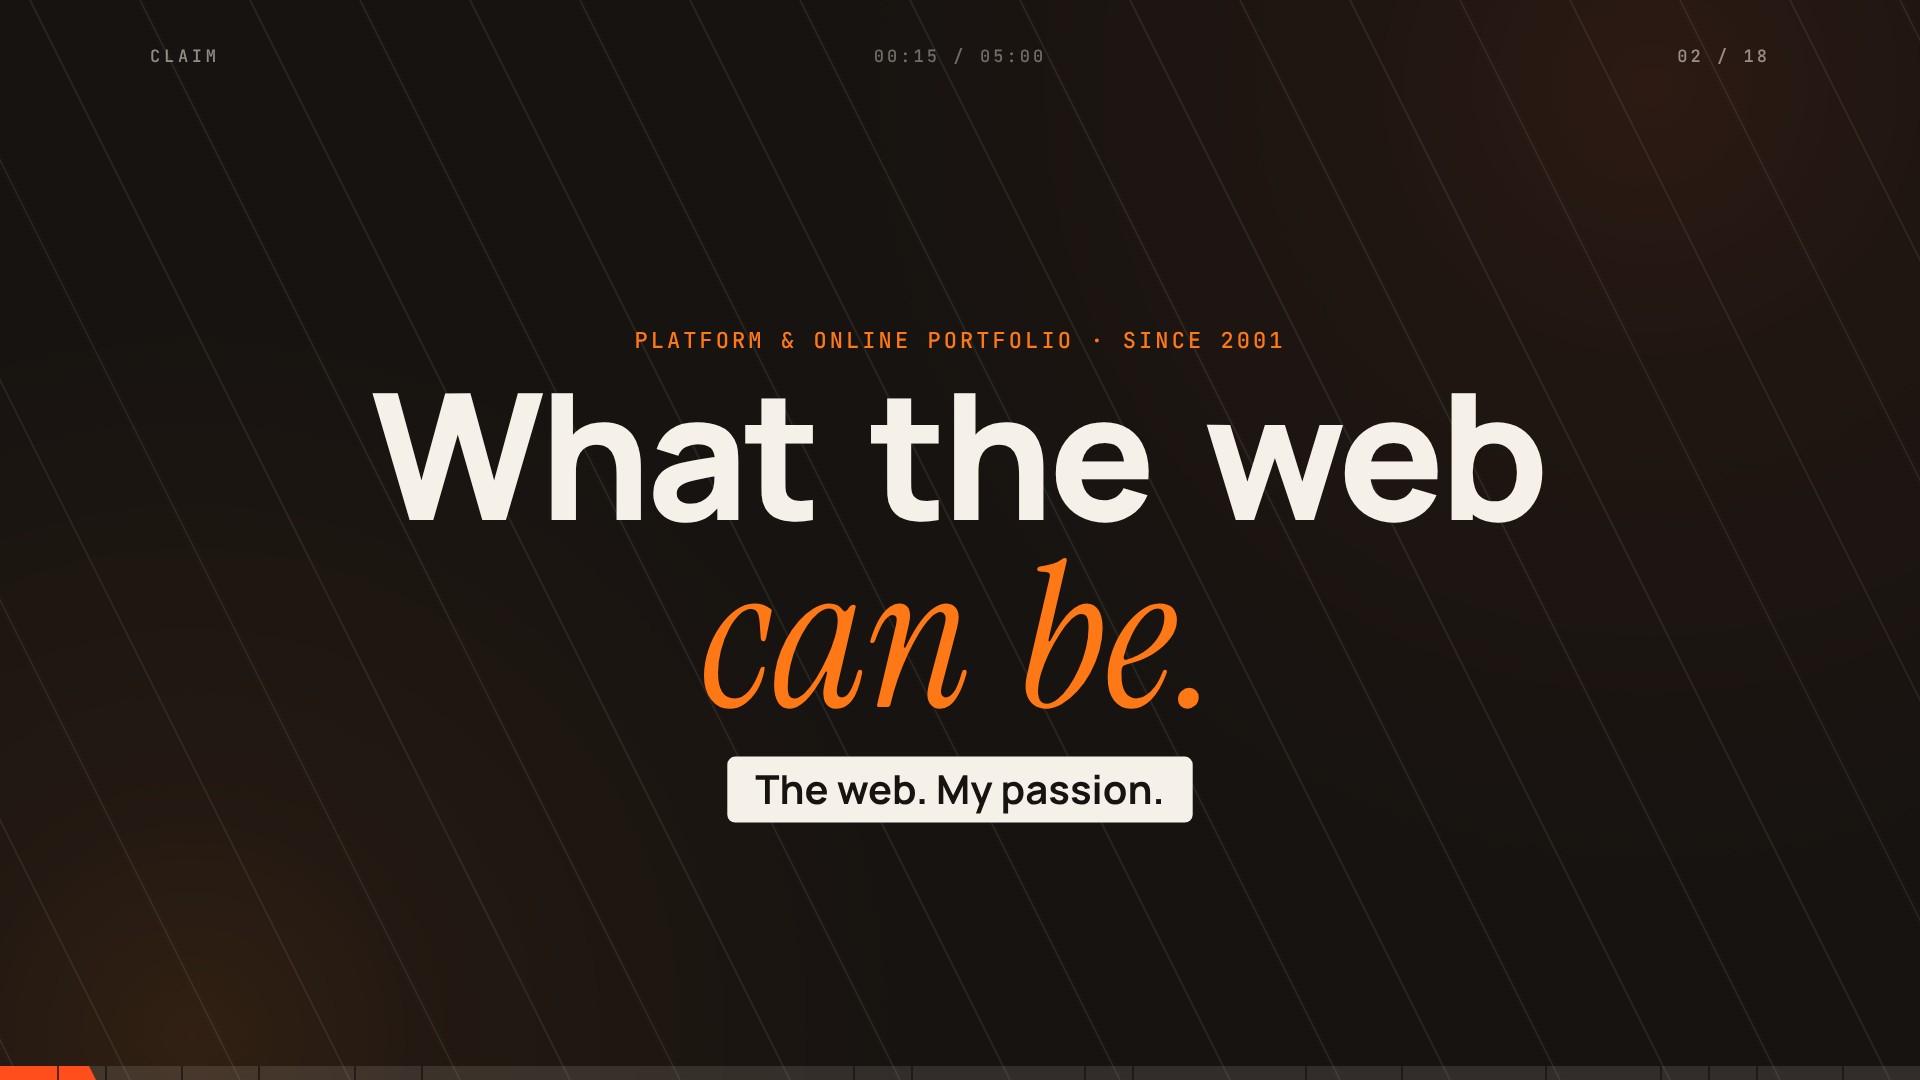 CLAIM
00:15 / 05:00
02 / 18
PLATFORM & ONLINE PORTFOLIO · SINCE 2001
What the web
can be.
The web. My passion.